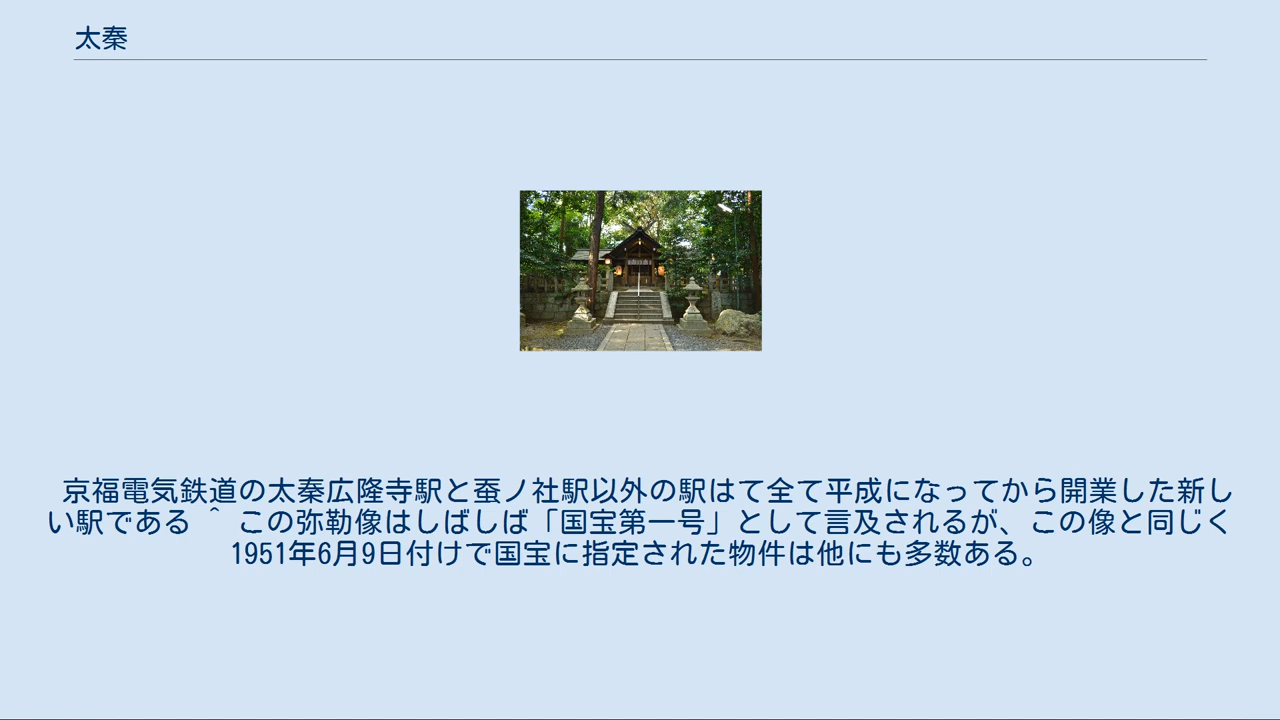 太秦
京福電気鉄道の太秦広隆寺駅と蚕ノ社駅以外の駅はて全て平成になってから開業した新し
い駅である ^ この弥勒像はしばしば「国宝第一号」として言及されるが、この像と同じく
1951年6月9日付けで国宝に指定された物件は他にも多数ある。